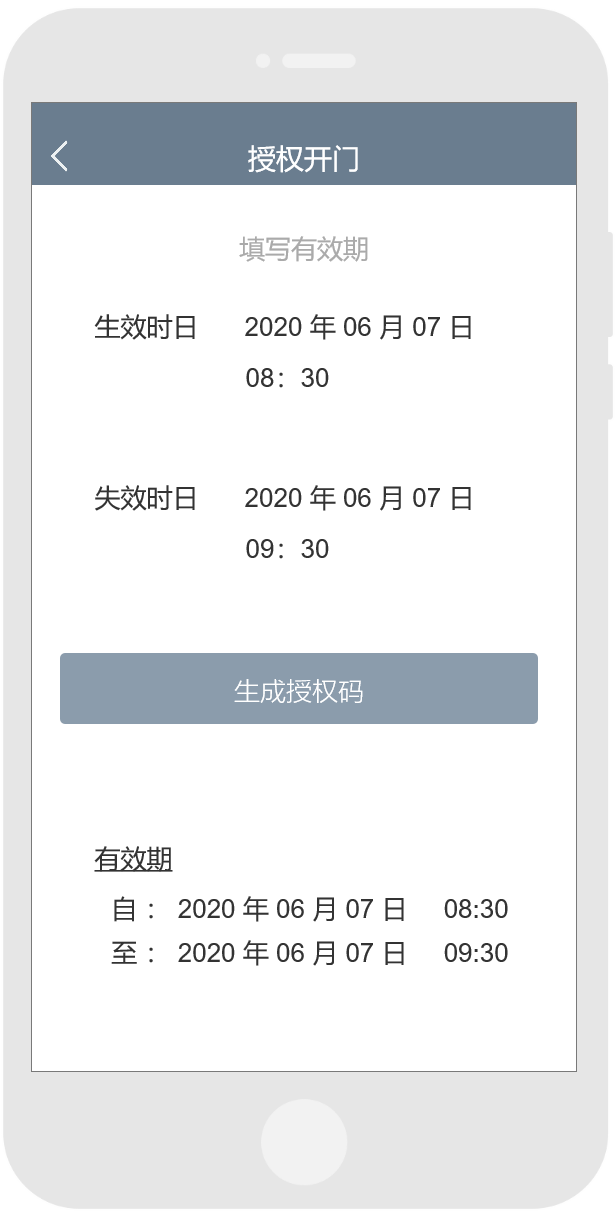 授权开门
填写有效期
生效时日 2020 年 06 月 07 日
08：30
失效时日 2020 年 06 月 07 日
09：30
生成授权码
有效期
自： 2020 年 06 月 07 日 08:30
至： 2020 年 06 月 07 日 09:30